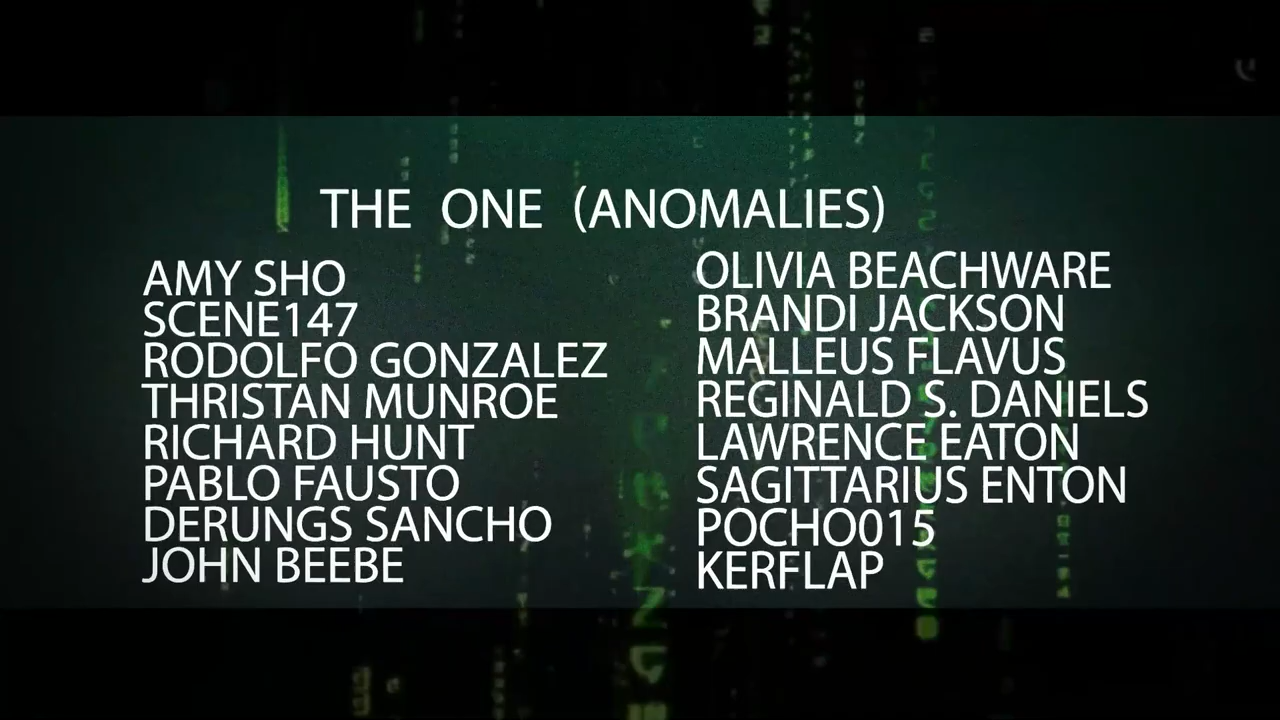 THE ONE (ANOMALIES)
AMY SHO
SCENE147
RODOLFO GONZALEZ
THRISTAN MUNROE
RICHARD HUNT
PABLO FAUSTO
DERUNGS SANCHO
JOHN BEEBE
OLIVIA BEACHWARE
BRANDI JACKSON
MALLEUS FLAVUS
REGINALD S. DANIELS
LAWRENCE EATON
SAGITTARIUS ENTON
POCHO015
KERFLAP